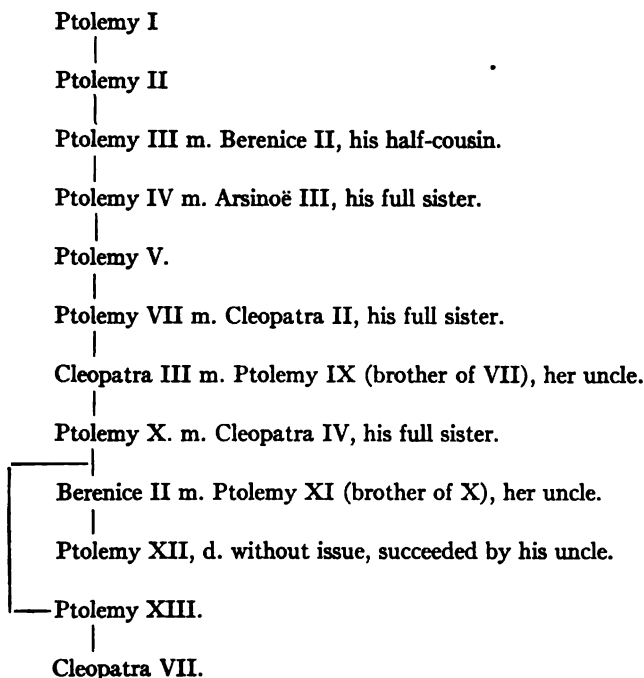 Ptolemy I
Ptolemy II
Ptolemy III m. Berenice II, his half-cousin.
Ptolemy IV m. Arsinoë III, his full sister.
Ptolemy V.
Ptolemy VII m. Cleopatra II, his full sister.
Cleopatra III m. Ptolemy IX (brother of VII), her uncle.
Ptolemy X. m. Cleopatra IV, his full sister.
Berenice II m. Ptolemy XI (brother of X), her uncle.
Ptolemy XII, d. without issue, succeeded by his uncle.
Ptolemy XIII.
Cleopatra VII.